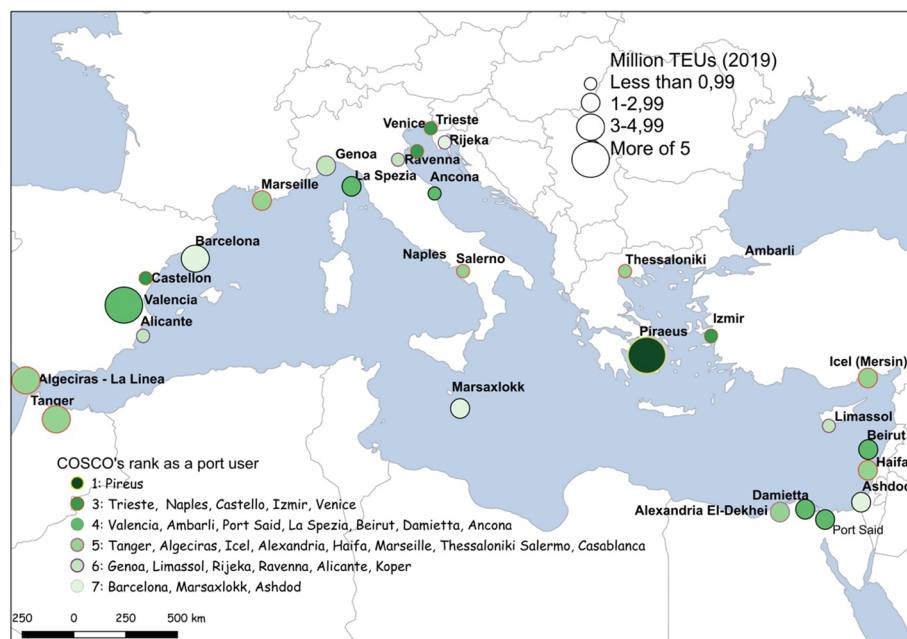 Million TEUs (2019)
Less than 0,99
1-2,99
3-4,99
More of 5
Venice
Trieste
Rijeka
Genoa
Ravenna
La Spezia
Ancona
Marseille
Barcelona
Naples
Salerno
Thessaloniki
Ambarli
Castellon
Valencia
Alicante
Izmir
Piraeus
Algeciras - La Linea
Tanger
Marsaxlokk
Icel (Mersin)
Limassol
Beirut
Haifa
Ashdod
Damietta
Alexandria El-Dekhei
Port Said
COSCO's rank as a port user
1: Pireus
3: Trieste, Naples, Castello, Izmir, Venice
4: Valencia, Ambarli, Port Said, La Spezia, Beirut, Damietta, Ancona
5: Tanger, Algeciras, Icel, Alexandria, Haifa, Marseille, Thessaloniki Salermo, Casablanca
6: Genoa, Limassol, Rijeka, Ravenna, Alicante, Koper
7: Barcelona, Marsaxlokk, Ashdod
250 0 250 500 km